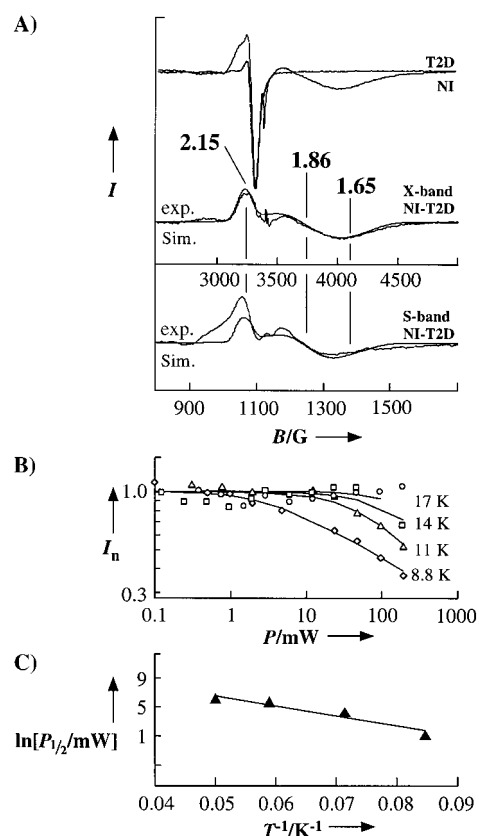 A)
T2D
NI
I
2.15
1.86
1.65
exp.
X-band
NI-T2D
Sim.
3000 3500 4000 4500
exp.
S-band
NI-T2D
Sim.
900 1100 1300 1500
B/G
B)
1.0
In
0.3
17 K
14 K
11 K
8.8 K
0.1 1 10 100 1000
P/mW
C)
9
5
1
ln[P1/2/mW]
0.04 0.05 0.06 0.07 0.08 0.09
T-1/K-1